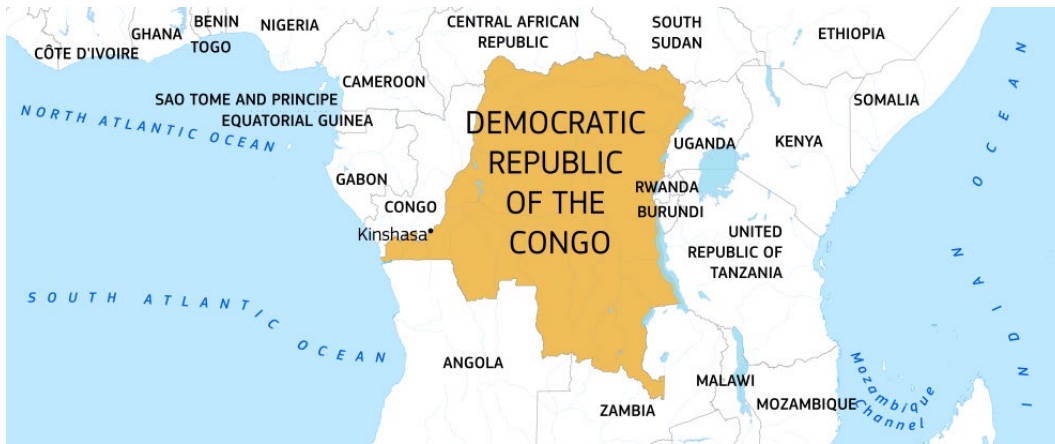 BENIN
NIGERIA
GHANA
TOGO
CÔTE D'IVOIRE
CENTRAL AFRICAN
REPUBLIC
SOUTH
SUDAN
ETHIOPIA
CAMEROON
SOMALIA
SAO TOME AND PRINCIPE
EQUATORIAL GUINEA
NORTH ATLANTIC OCEAN
DEMOCRATIC
REPUBLIC
OF THE
CONGO
UGANDA
KENYA
GABON
RWANDA
CONGO
BURUNDI
Kinshasa
UNITED
REPUBLIC OF
TANZANIA
SOUTH ATLANTIC
OCEAN
INDIAN OCEAN
ANGOLA
MALAWI
ZAMBIA
MOZAMBIQUE
Mozambique
Channel